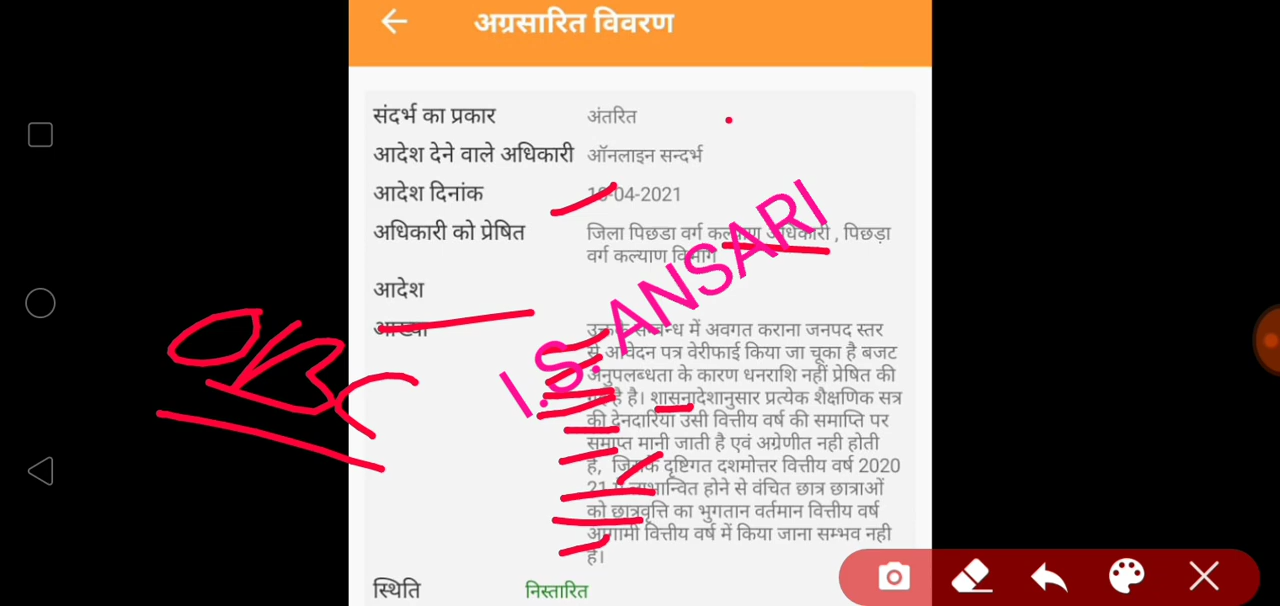 अग्रसारित विवरण
संदर्भ का प्रकार अंतरित
आदेश देने वाले अधिकारी ऑनलाइन सन्दर्भ
आदेश दिनांक -04-2021
अधिकारी को प्रेषित जिला पिछडा वर्ग कल्याण अधिकारी , पिछड़ा
वर्ग कल्याण विभाग
आदेश
आख्या उक्त के सम्बन्ध में अवगत कराना जनपद स्तर
से आवेदन पत्र वेरीफाई किया जा चूका है बजट
अनुपलब्धता के कारण धनराशि नहीं प्रेषित की
गई है है। शासनादेशानुसार प्रत्येक शैक्षणिक सत्र
की देनदारिया उसी वित्तीय वर्ष की समाप्ति पर
समाप्त मानी जाती है एवं अग्रेणीत नही होती
है, जिसके दृष्टिगत दशमोत्तर वित्तीय वर्ष 2020
21 में लाभान्वित होने से वंचित छात्र छात्राओं
को छात्रवृत्ति का भुगतान वर्तमान वित्तीय वर्ष
आगामी वित्तीय वर्ष में किया जाना सम्भव नही
है।
स्थिति निस्तारित
I.S. ANSARI
OBC